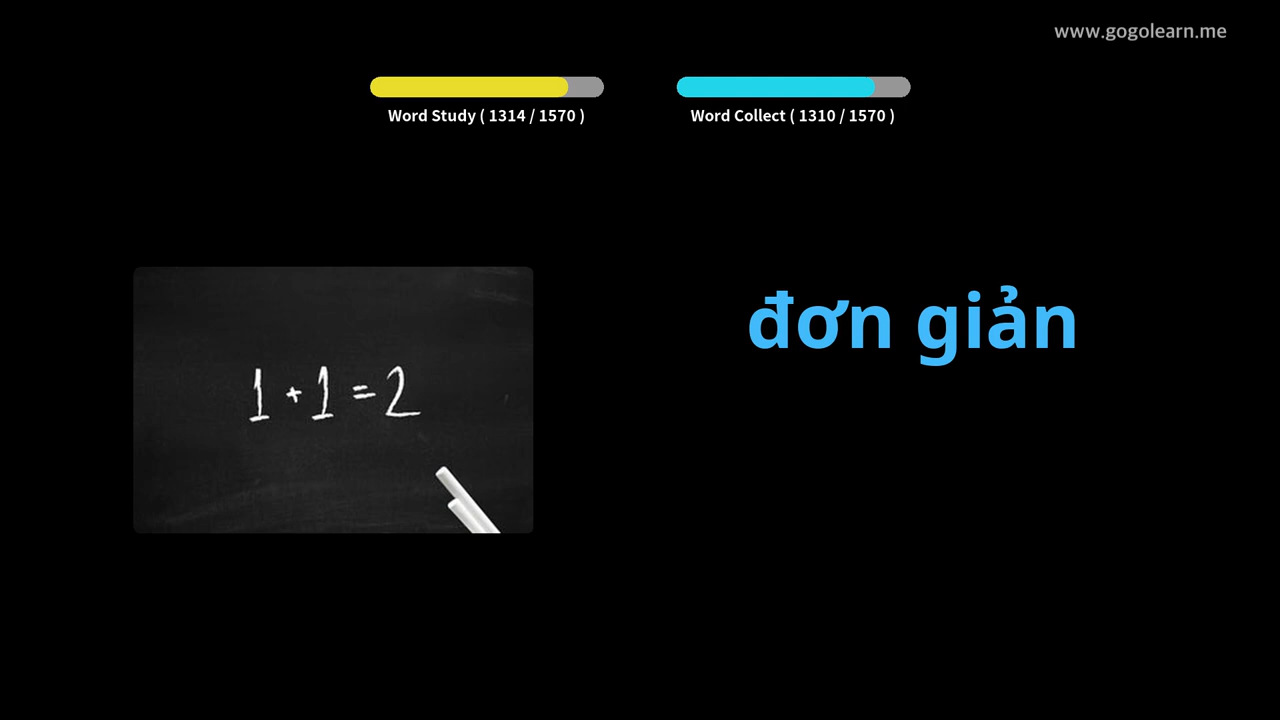 www.gogolearn.me
Word Study ( 1314 / 1570 )
Word Collect ( 1310 / 1570 )
đơn giản
1 + 1 = 2